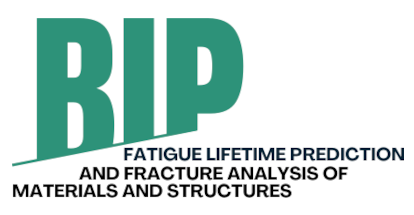 BIP
FATIGUE LIFETIME PREDICTION
AND FRACTURE ANALYSIS OF
MATERIALS AND STRUCTURES